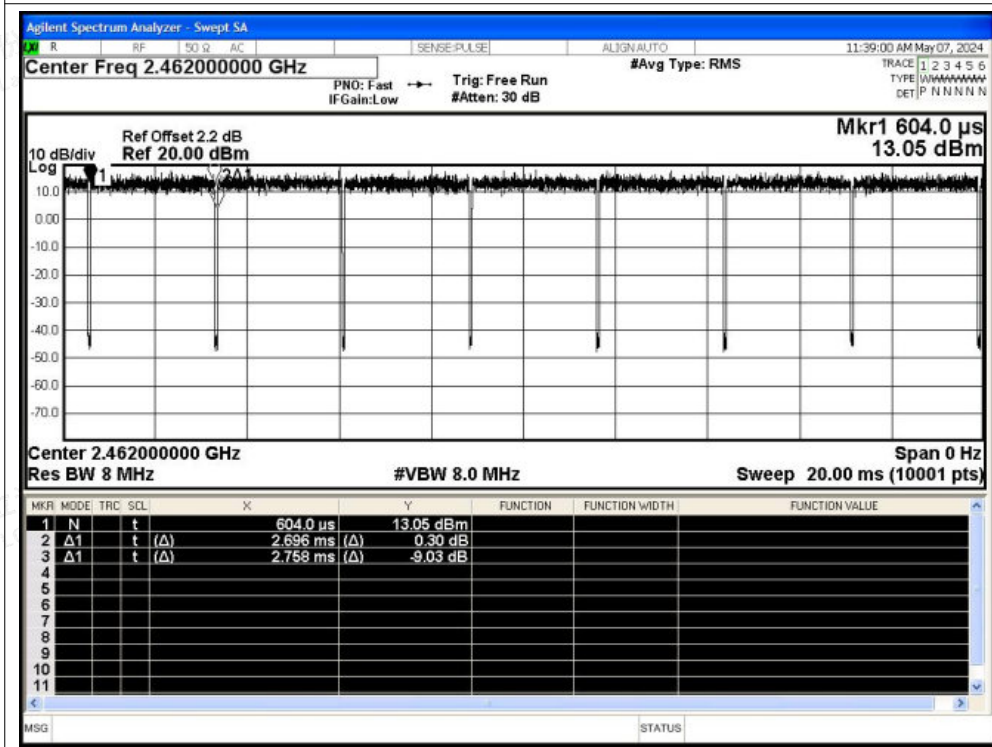 Agilent Spectrum Analyzer - Swept SA
LXI R RF 50 Ω AC SENSE:PULSE ALIGN AUTO 11:39:00 AM May 07, 2024
Center Freq 2.462000000 GHz #Avg Type: RMS TRACE 1 2 3 4 5 6
PNO: Fast Trig: Free Run TYPE WWWWWW
IFGain:Low #Atten: 30 dB DET P N N N N N
Mkr1 604.0 µs
13.05 dBm
Ref Offset 2.2 dB
10 dB/div Ref 20.00 dBm
Log
1 2Δ1
10.0
0.00
-10.0
-20.0
-30.0
-40.0
-50.0
-60.0
-70.0
Center 2.462000000 GHz Span 0 Hz
Res BW 8 MHz #VBW 8.0 MHz Sweep 20.00 ms (10001 pts)
MKR MODE TRC SCL X Y FUNCTION FUNCTION WIDTH FUNCTION VALUE
1 N t 604.0 µs 13.05 dBm
2 Δ1 t (Δ) 2.696 ms (Δ) 0.30 dB
3 Δ1 t (Δ) 2.758 ms (Δ) -9.03 dB
4
5
6
7
8
9
10
11
MSG STATUS